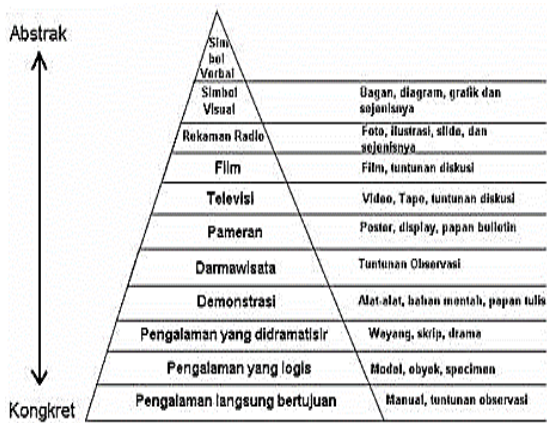 Abstrak
Sim
bol
Verbal
Simbol
Visual
Bagan, diagram, grafik dan
sejenisnya
Rekaman Radio
Foto, ilustrasi, slide, dan
sejenisnya
Film
Film, tuntunan diskusi
Televisi
Video, Tape, tuntunan diskusi
Pameran
Poster, display, papan bulletin
Darmawisata
Tuntunan Observasi
Demonstrasi
Alat-alat, bahan mentah, papan tulis
Pengalaman yang didramatisir
Wayang, skrip, drama
Pengalaman yang logis
Model, obyek, specimen
Pengalaman langsung bertujuan
Manual, tuntunan observasi
Kongkret